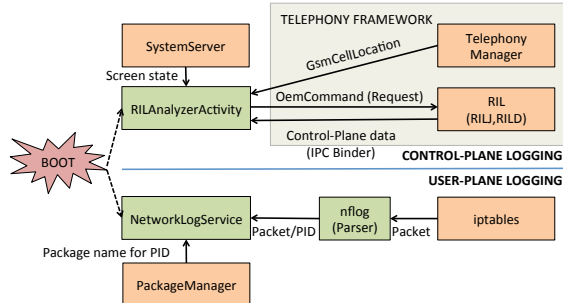 TELEPHONY FRAMEWORK
SystemServer
Telephony
Manager
GsmCellLocation
Screen state
OemCommand (Request)
RILAnalyzerActivity
RIL
(RILJ,RILD)
Control-Plane data
(IPC Binder)
CONTROL-PLANE LOGGING
BOOT
USER-PLANE LOGGING
NetworkLogService
nflog
(Parser)
iptables
Packet/PID
Packet
Package name for PID
PackageManager